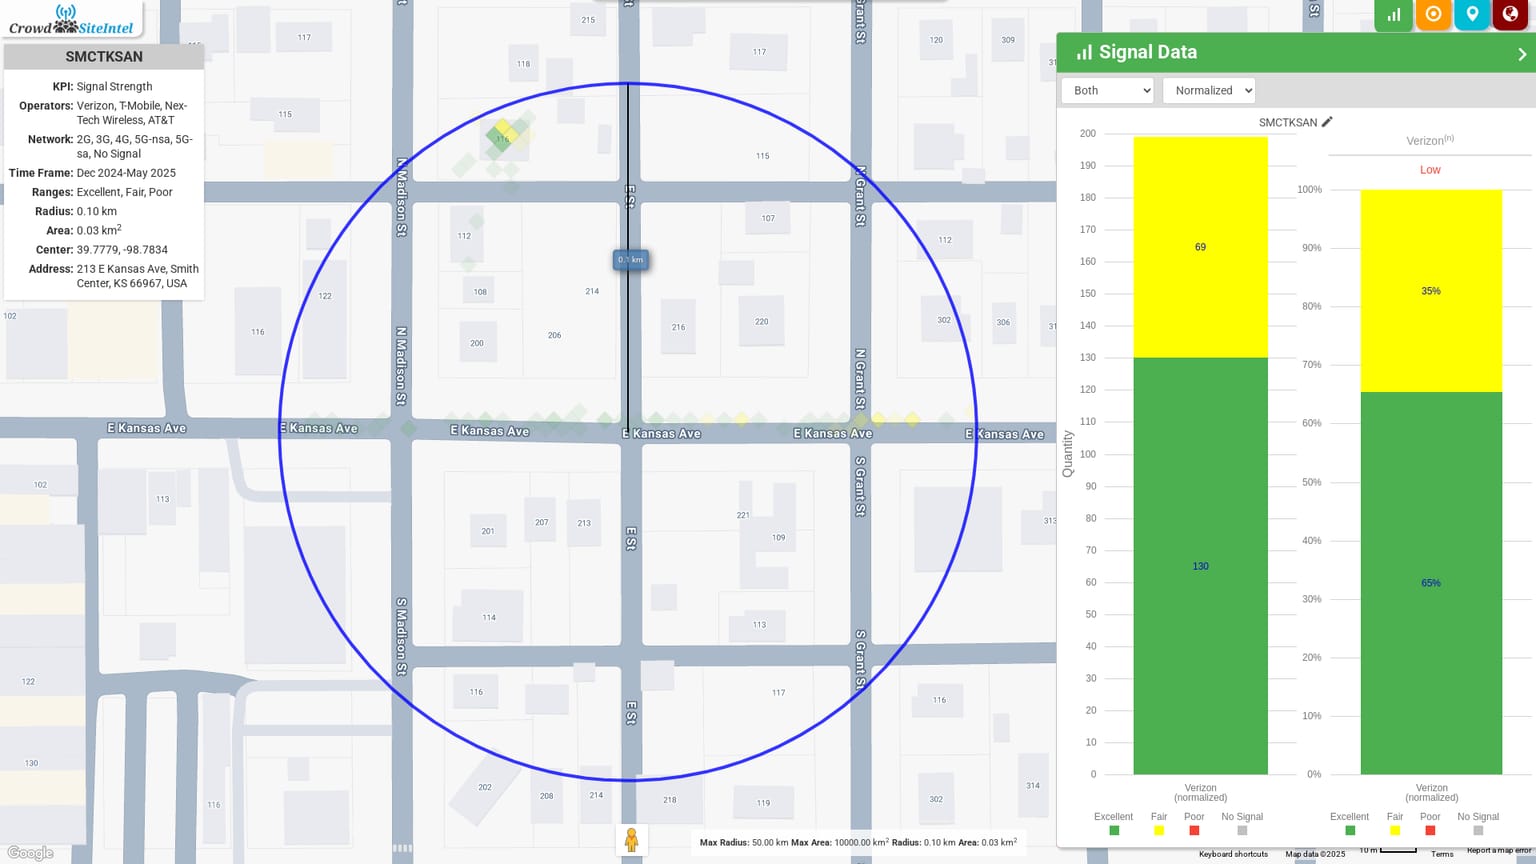 Crowd SiteIntel
SMCTKSAN
KPI: Signal Strength
Operators: Verizon, T-Mobile, Nex-
Tech Wireless, AT&T
Network: 2G, 3G, 4G, 5G-nsa, 5G-
sa, No Signal
Time Frame: Dec 2024-May 2025
Ranges: Excellent, Fair, Poor
Radius: 0.10 km
Area: 0.03 km²
Center: 39.7779, -98.7834
Address: 213 E Kansas Ave, Smith
Center, KS 66967, USA
215
117
118
117
120
309
115
116
115
N Madison St
E St
N Grant St
Grant St
St
112
107
112
0.1 km
122
108
214
102
116
200
206
216
220
302
306
31
N Madison St
N Grant St
E Kansas Ave
E Kansas Ave
E Kansas Ave
E Kansas Ave
E Kansas Ave
E Kansas Ave
102
113
201
207
213
221
109
313
S Grant St
E St
S Madison St
114
113
S Grant St
122
116
117
116
E St
130
116
202
208
214
218
119
302
314
Google
Max Radius: 50.00 km Max Area: 10000.00 km² Radius: 0.10 km Area: 0.03 km²
Signal Data
Both
Normalized
SMCTKSAN
Quantity
200
190
180
170
160
150
140
130
120
110
100
90
80
70
60
50
40
30
20
10
0
69
130
Verizon
(normalized)
Excellent Fair Poor No Signal
Verizon(n)
Low
100%
90%
80%
70%
60%
50%
40%
30%
20%
10%
0%
35%
65%
Verizon
(normalized)
Excellent Fair Poor No Signal
Keyboard shortcuts
Map data ©2025
10 m
Terms
Report a map error